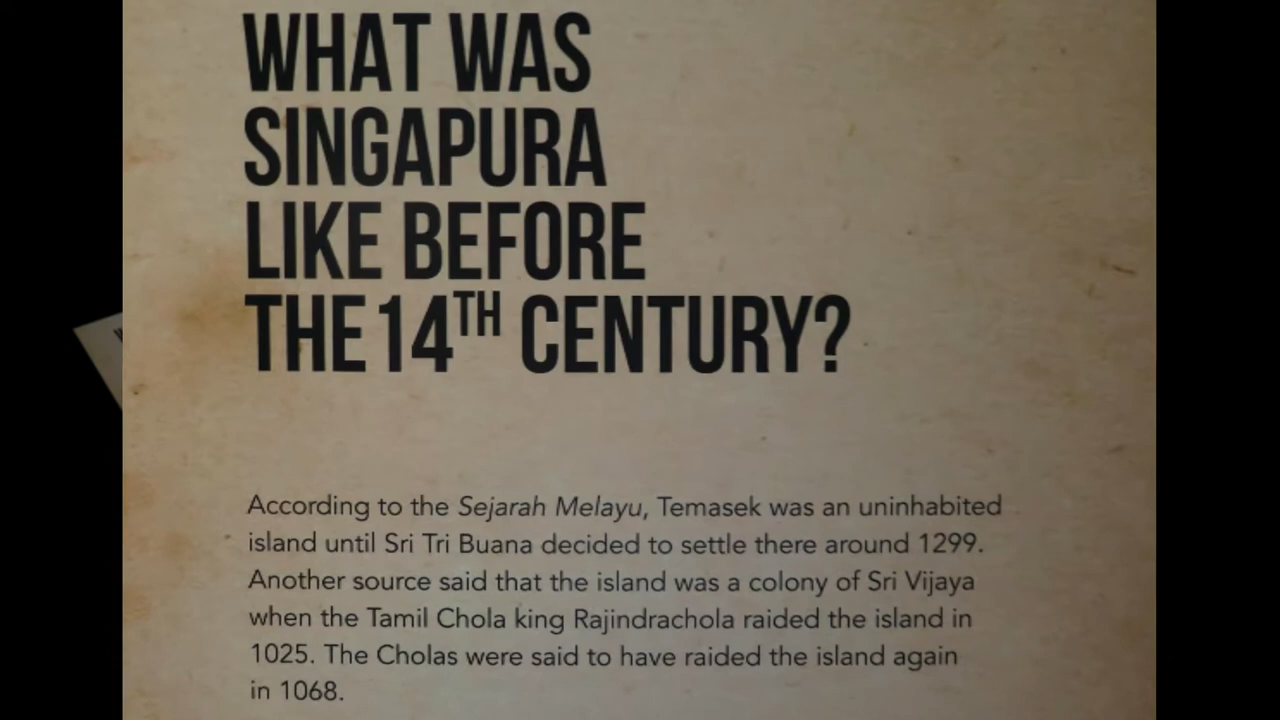 WHAT WAS
SINGAPURA
LIKE BEFORE
THE 14TH CENTURY?
According to the Sejarah Melayu, Temasek was an uninhabited
island until Sri Tri Buana decided to settle there around 1299.
Another source said that the island was a colony of Sri Vijaya
when the Tamil Chola king Rajindrachola raided the island in
1025. The Cholas were said to have raided the island again
in 1068.